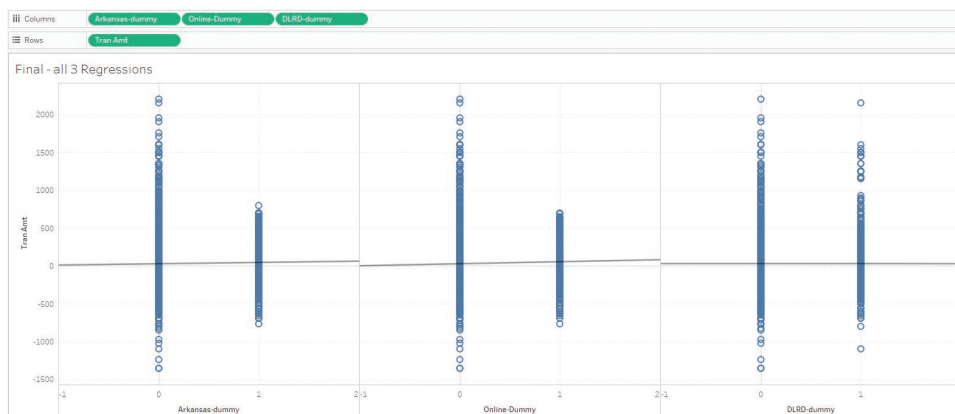 Columns Arkansas-dummy Online-Dummy DLRD-dummy
Rows Tran Amt
Final - all 3 Regressions
2000
1500
1000
500
0
-500
-1000
-1500
Tran Amt
-1 0 1 2 -1 0 1 2 -1 0 1
Arkansas-dummy Online-Dummy DLRD-dummy